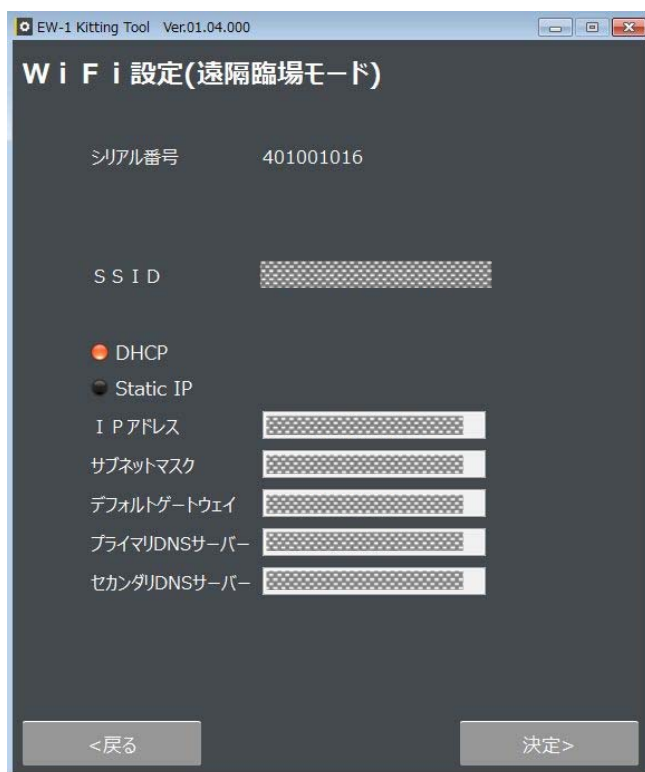 EW-1 Kitting Tool Ver.01.04.000
ＷｉＦｉ設定(遠隔臨場モード)
シリアル番号 401001016
ＳＳＩＤ
DHCP
Static IP
ＩＰアドレス
サブネットマスク
デフォルトゲートウェイ
プライマリDNSサーバー
セカンダリDNSサーバー
<戻る 決定>